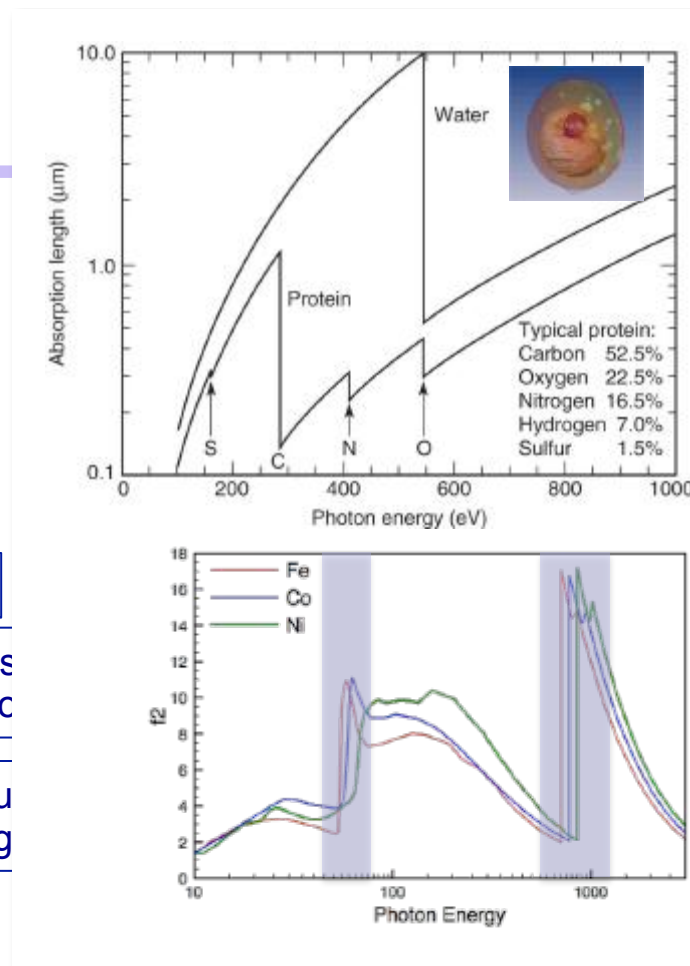 10.0
1.0
0.1
Absorption length (μm)
Water
Protein
S
C
N
O
Typical protein:
Carbon 52.5%
Oxygen 22.5%
Nitrogen 16.5%
Hydrogen 7.0%
Sulfur 1.5%
0 200 400 600 800 1000
Photon energy (eV)
s
c
u
g
18
16
14
12
10
8
6
4
2
0
f2
Fe
Co
Ni
10 100 1000
Photon Energy